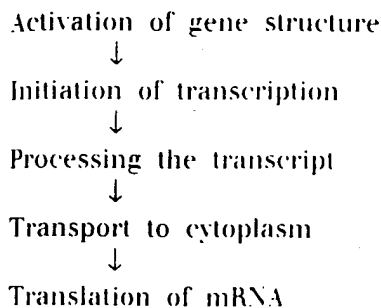 Activation of gene structure
↓
Initiation of transcription
↓
Processing the transcript
↓
Transport to cytoplasm
↓
Translation of mRNA